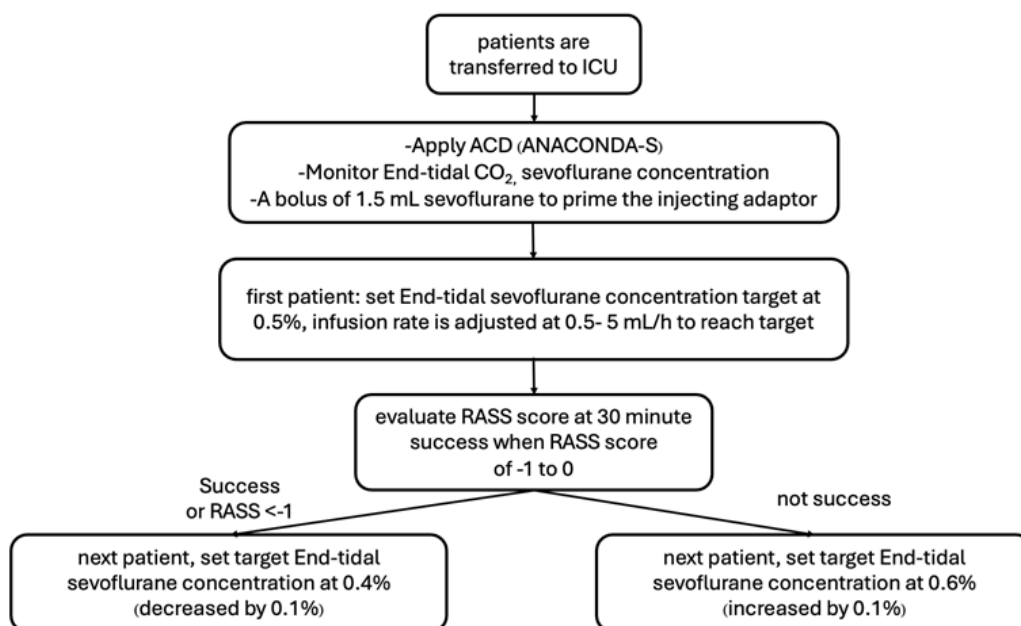 patients are
transferred to ICU
-Apply ACD (ANACONDA-S)
-Monitor End-tidal CO₂, sevoflurane concentration
-A bolus of 1.5 mL sevoflurane to prime the injecting adaptor
first patient: set End-tidal sevoflurane concentration target at
0.5%, infusion rate is adjusted at 0.5- 5 mL/h to reach target
evaluate RASS score at 30 minute
success when RASS score
of -1 to 0
Success
or RASS <-1
not success
next patient, set target End-tidal
sevoflurane concentration at 0.4%
(decreased by 0.1%)
next patient, set target End-tidal
sevoflurane concentration at 0.6%
(increased by 0.1%)